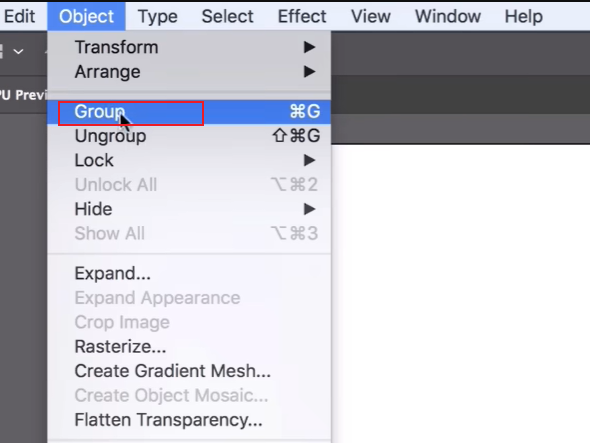 Edit Object Type Select Effect View Window Help
Transform
Arrange
PU Previ
Group ⌘G
Ungroup ⇧⌘G
Lock
Unlock All ⌥⌘2
Hide
Show All ⌥⌘3
Expand...
Expand Appearance
Crop Image
Rasterize...
Create Gradient Mesh...
Create Object Mosaic...
Flatten Transparency...